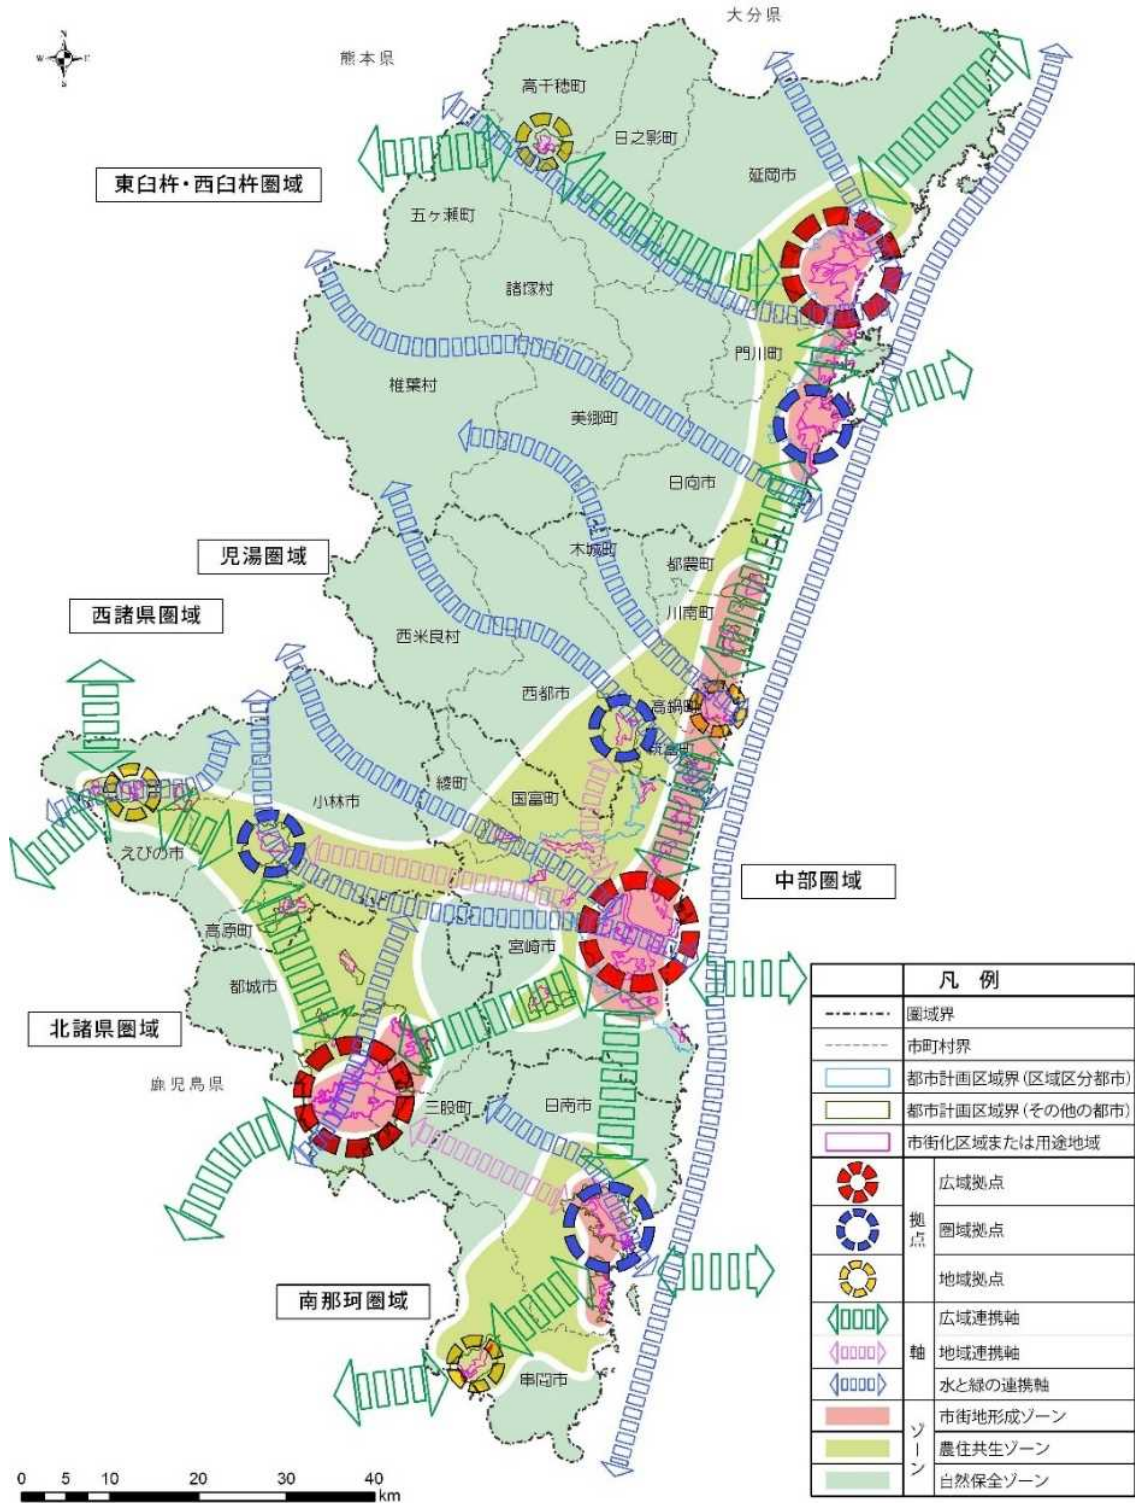 大分県
N
W
E
S
熊本県
高千穂町
日之影町
延岡市
東臼杵・西臼杵圏域
五ヶ瀬町
諸塚村
門川町
椎葉村
美郷町
日向市
児湯圏域
木城町
都農町
川南町
西諸県圏域
西米良村
西都市
高鍋町
新富町
綾町
国富町
小林市
えびの市
中部圏域
宮崎市
高原町
都城市
北諸県圏域
鹿児島県
三股町
日南市
南那珂圏域
串間市
凡 例
圏域界
市町村界
都市計画区域界(区域区分都市)
都市計画区域界(その他の都市)
市街化区域または用途地域
拠点
広域拠点
圏域拠点
地域拠点
軸
広域連携軸
地域連携軸
水と緑の連携軸
ゾーン
市街地形成ゾーン
農住共生ゾーン
自然保全ゾーン
0 5 10 20 30 40
km